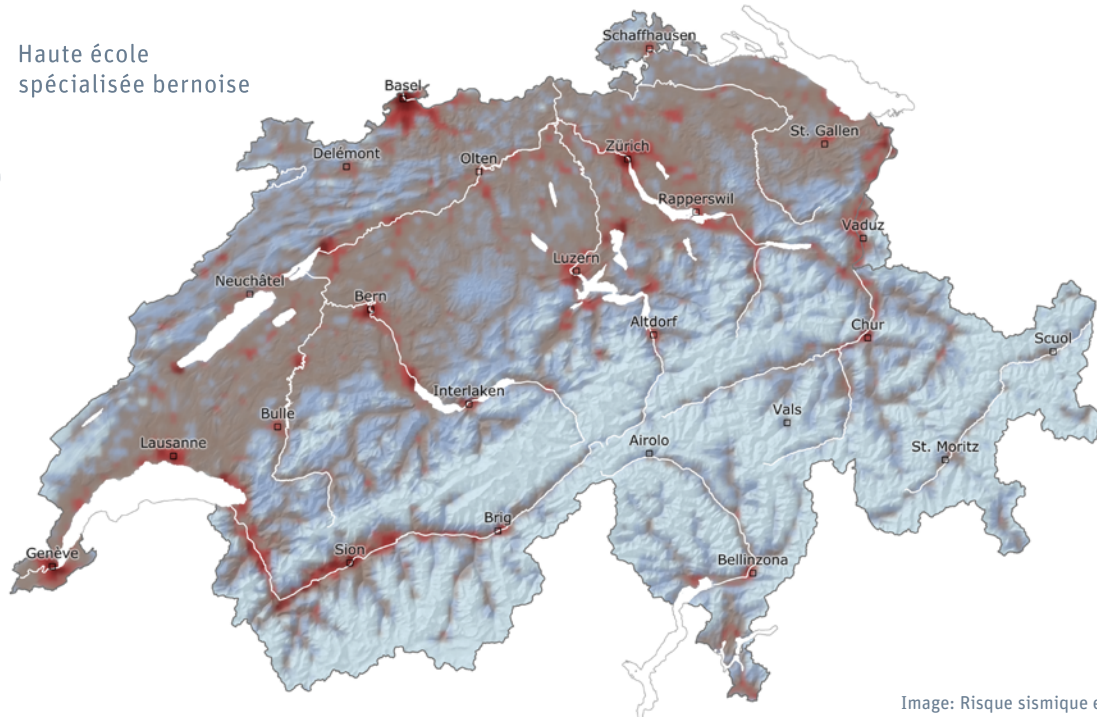 Haute école
spécialisée bernoise
Schaffhausen
Basel
St. Gallen
Delémont
Olten
Zürich
Rapperswil
Vaduz
Luzern
Neuchâtel
Bern
Altdorf
Chur
Scuol
Interlaken
Bulle
Vals
Lausanne
Airolo
St. Moritz
Brig
Sion
Genève
Bellinzona
Image: Risque sismique e